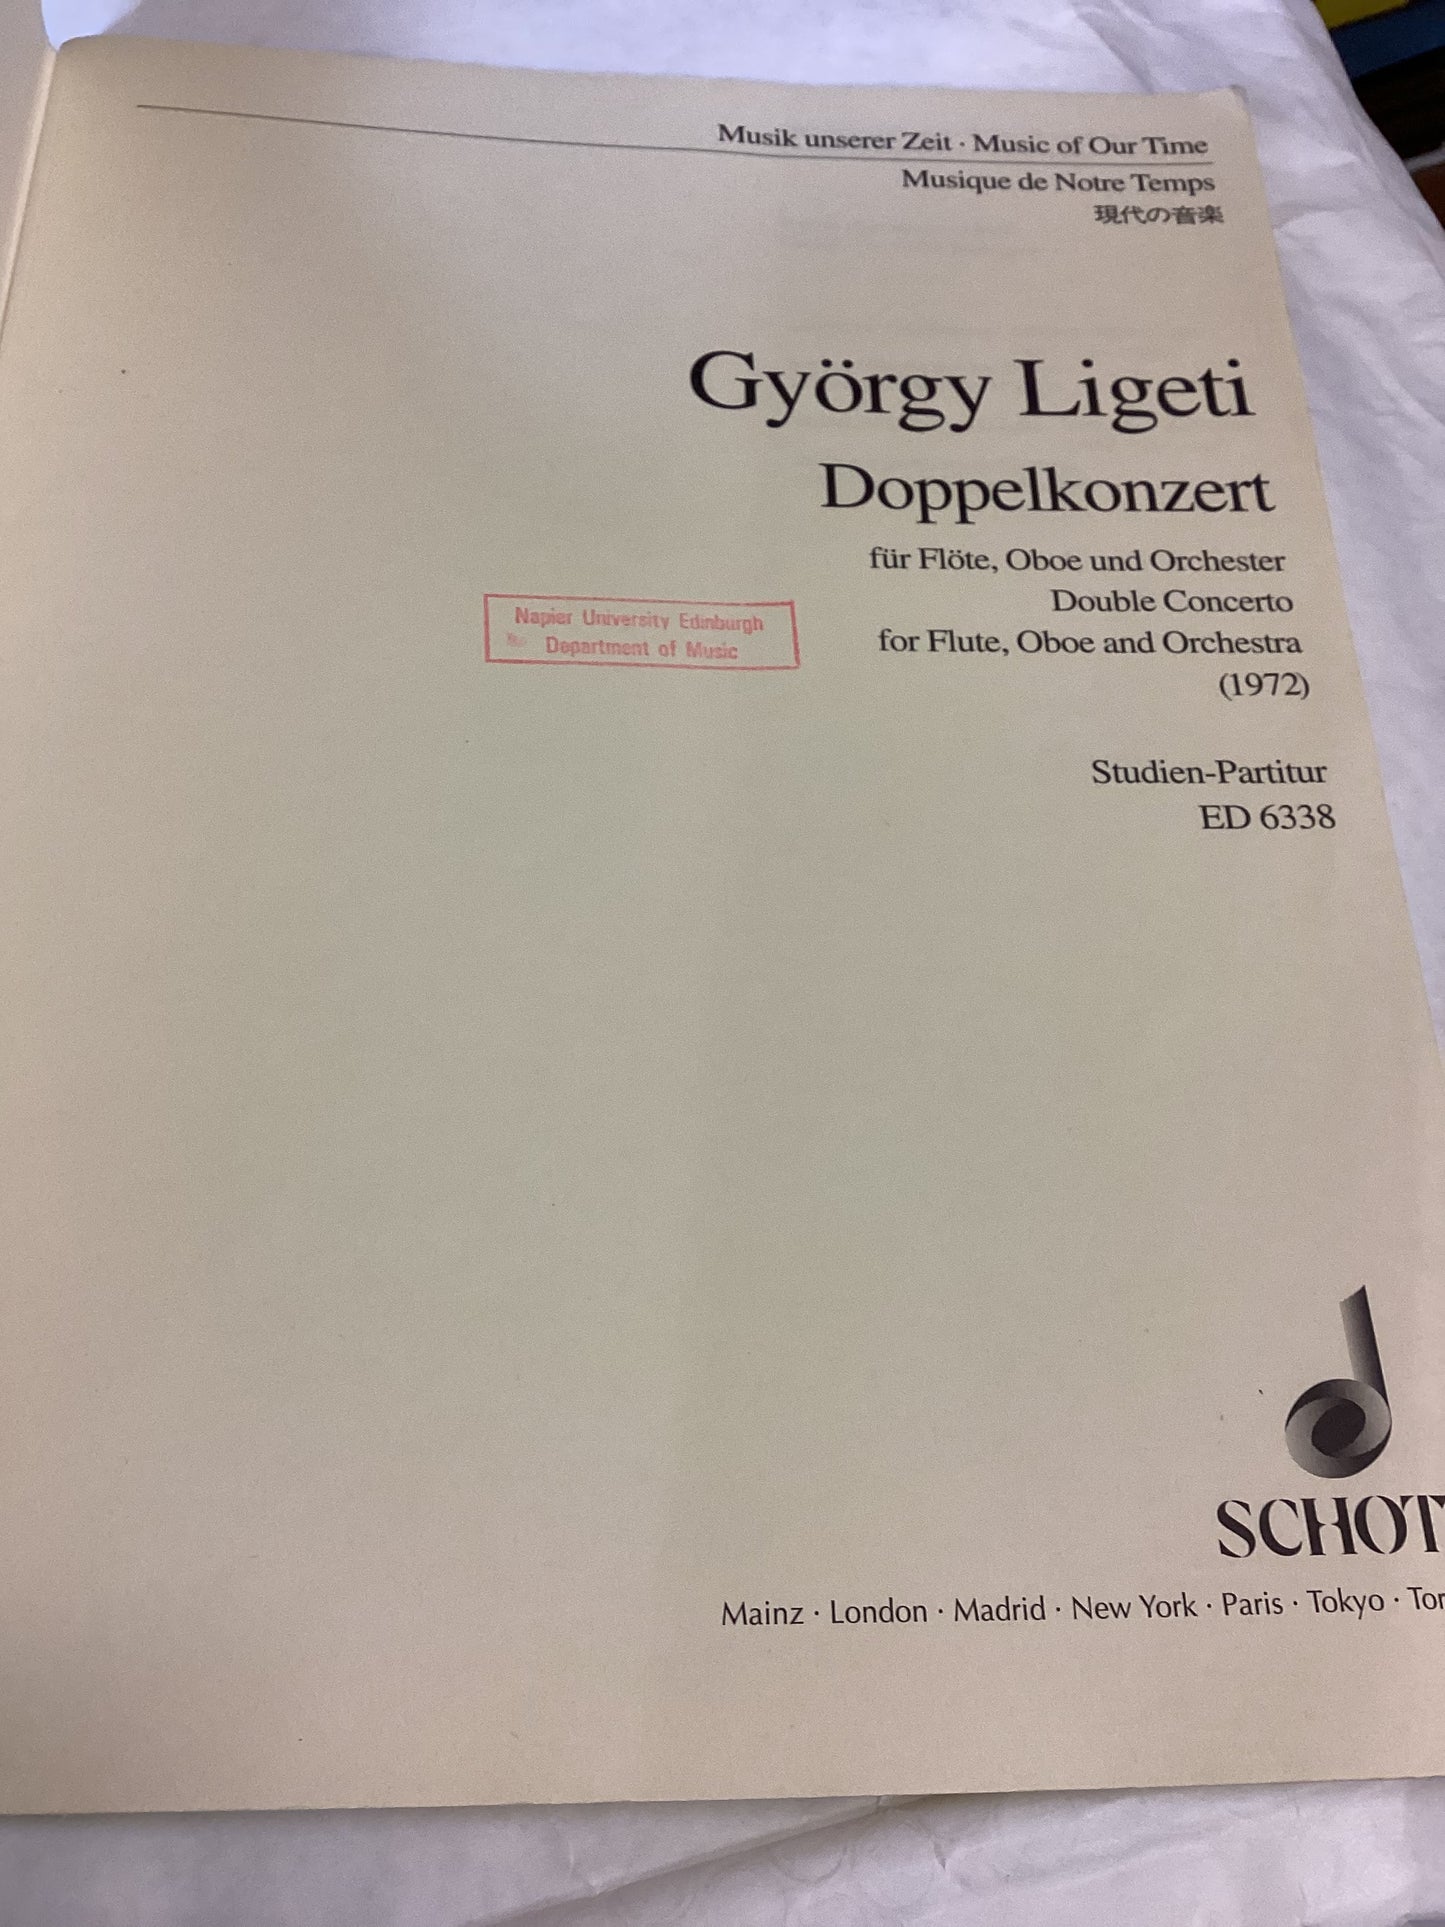 Musik unserer Zeit · Music of Our Time
Musique de Notre Temps
現代の音楽
György Ligeti
Doppelkonzert
für Flöte, Oboe und Orchester
Double Concerto
for Flute, Oboe and Orchestra
(1972)
Napier University Edinburgh
Department of Music
Studien-Partitur
ED 6338
SCHOT
Mainz · London · Madrid · New York · Paris · Tokyo · Tor